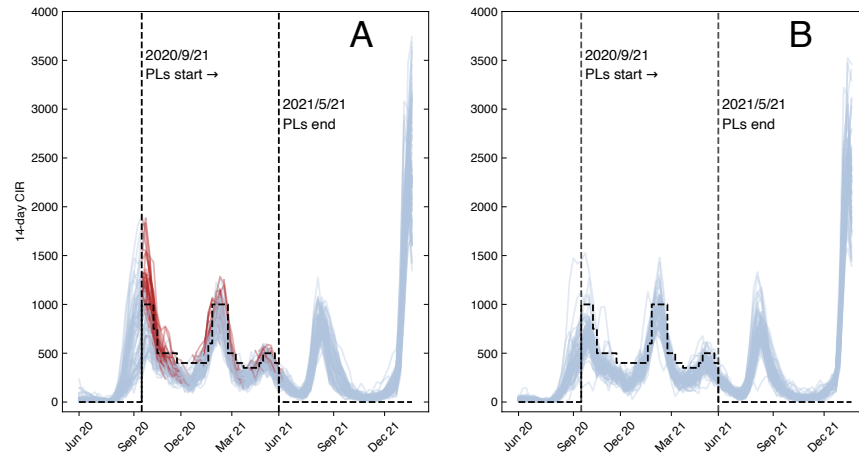 A
B
4000
3500
3000
2500
2000
1500
1000
500
0
14-day CIR
2020/9/21
PLs start →
2021/5/21
PLs end
Jun 20
Sep 20
Dec 20
Mar 21
Jun 21
Sep 21
Dec 21
4000
3500
3000
2500
2000
1500
1000
500
0
2020/9/21
PLs start →
2021/5/21
PLs end
Jun 20
Sep 20
Dec 20
Mar 21
Jun 21
Sep 21
Dec 21